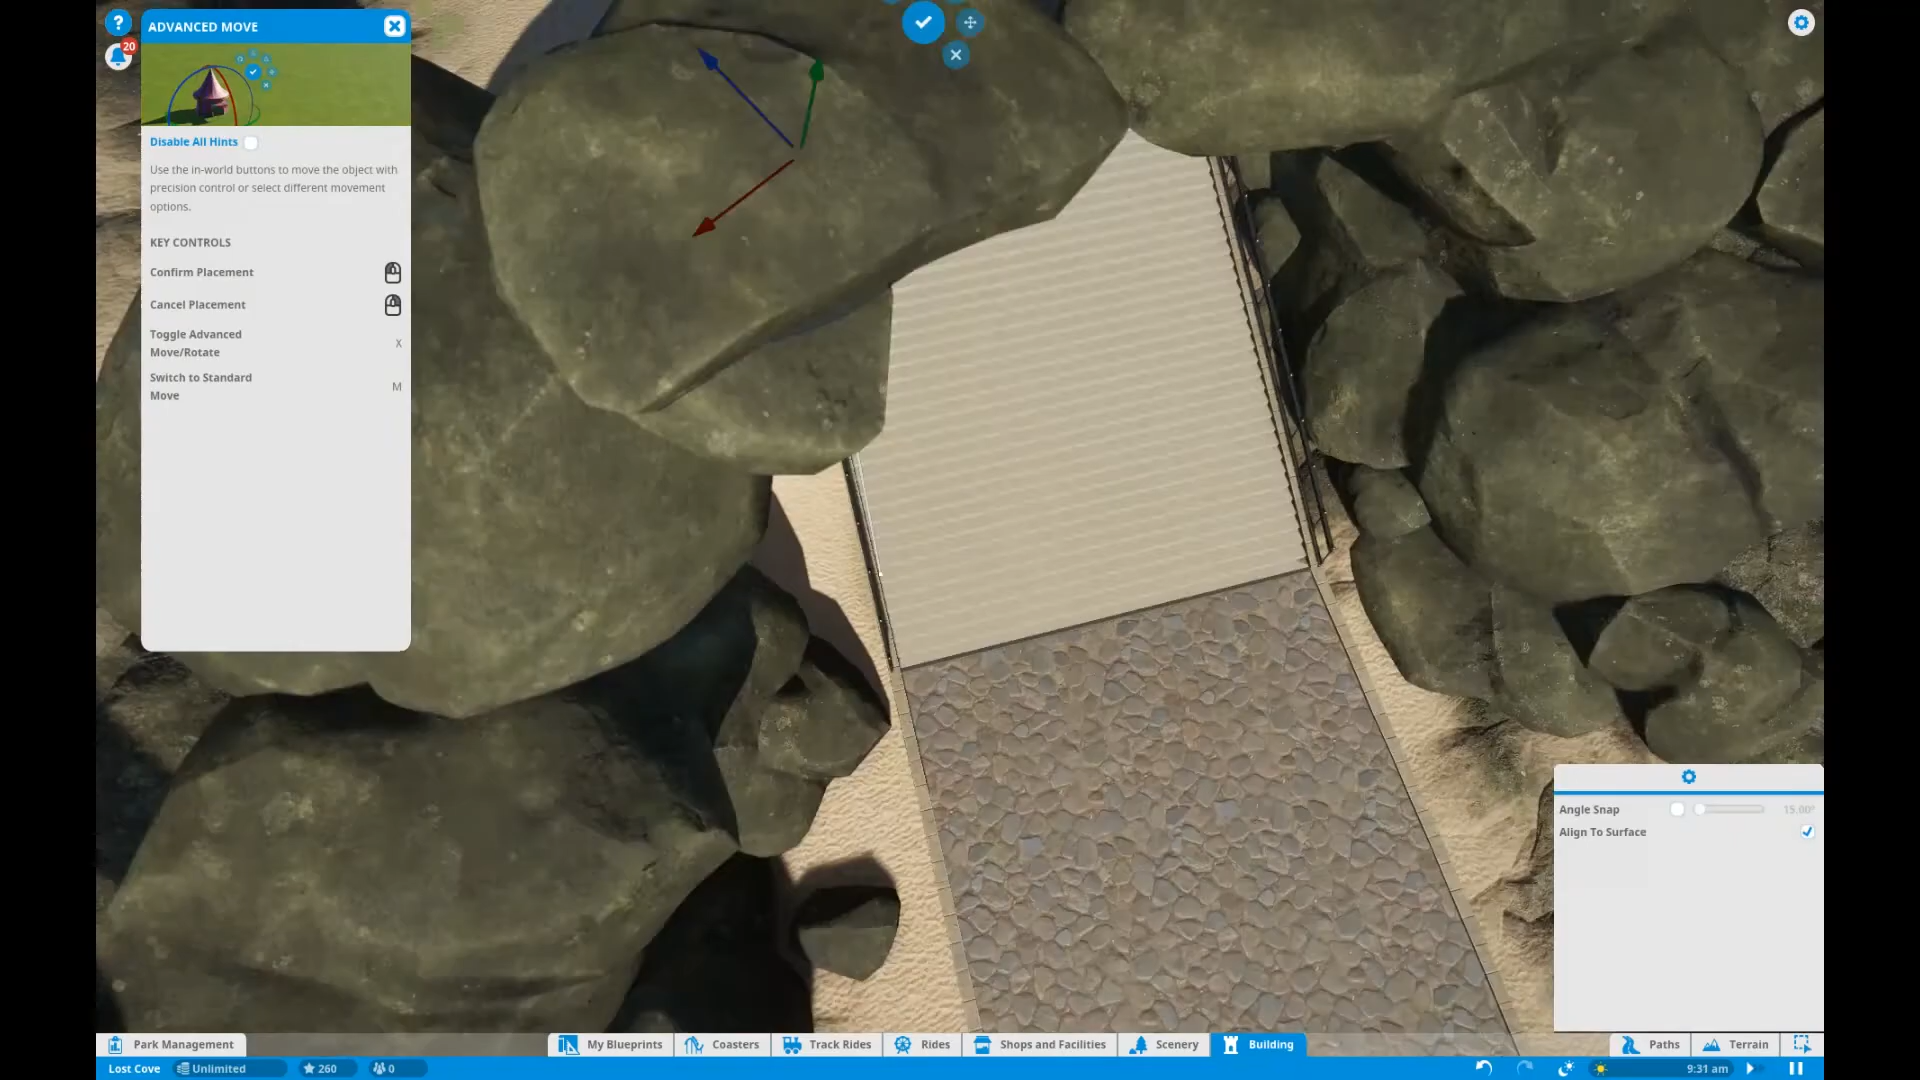 ?
ADVANCED MOVE
20
Disable All Hints
Use the in-world buttons to move the object with
precision control or select different movement
options.
KEY CONTROLS
Confirm Placement
Cancel Placement
Toggle Advanced
Move/Rotate
X
Switch to Standard
Move
M
Angle Snap
15.00°
Align To Surface
Park Management
My Blueprints
Coasters
Track Rides
Rides
Shops and Facilities
Scenery
Building
Paths
Terrain
Lost Cove
Unlimited
260
0
9:31 am